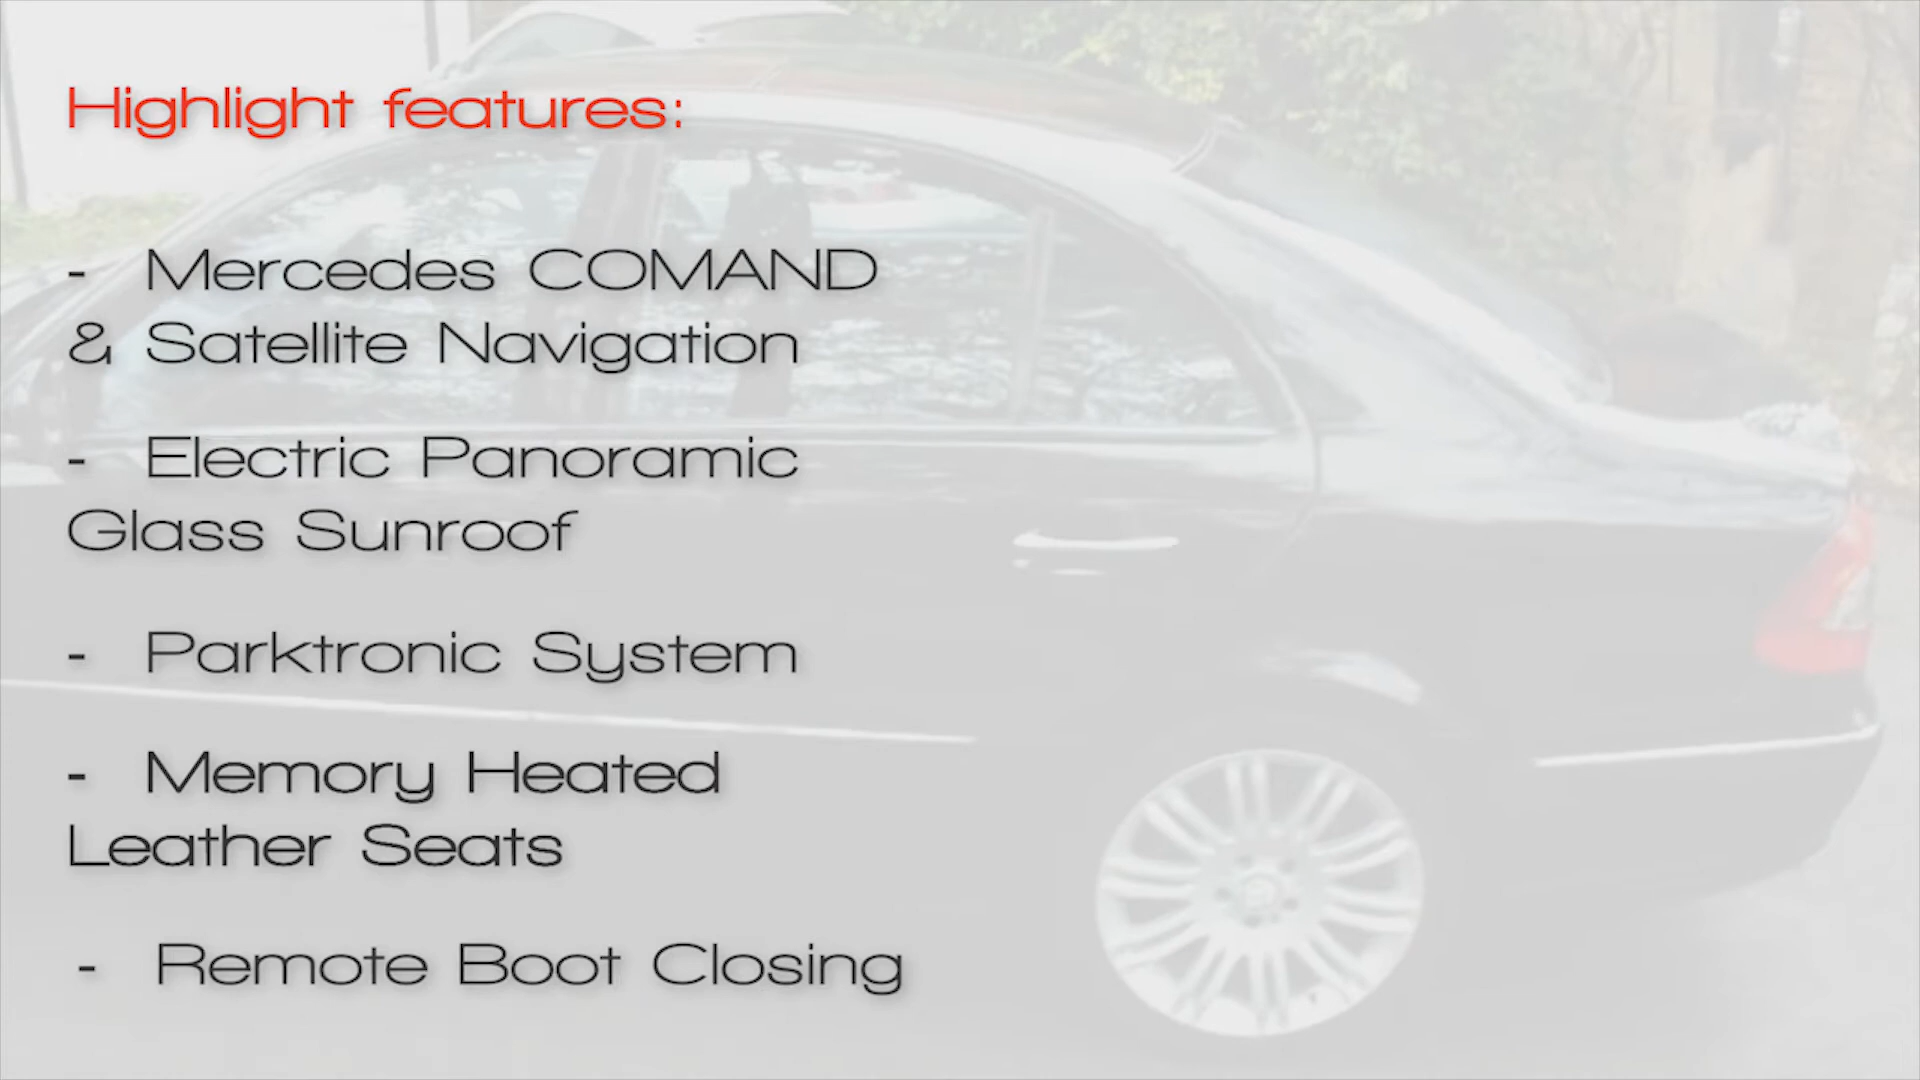 Highlight features:
- Mercedes COMAND
& Satellite Navigation
- Electric Panoramic
Glass Sunroof
- Parktronic System
- Memory Heated
Leather Seats
- Remote Boot Closing